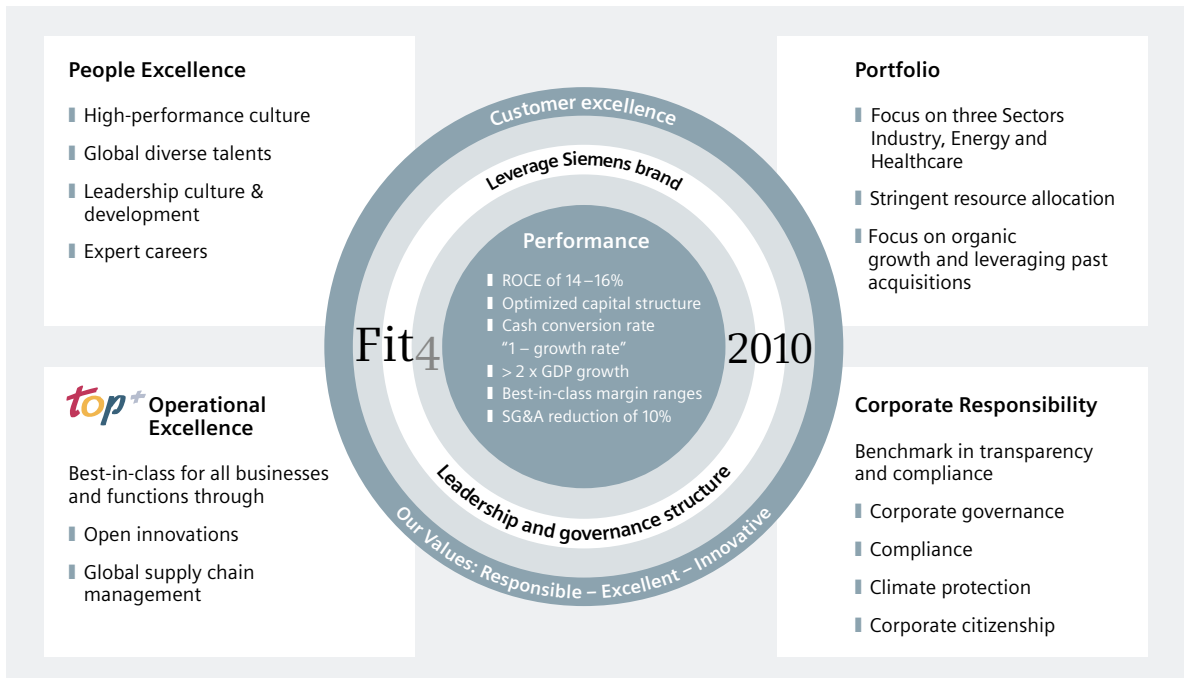 People Excellence
High-performance culture
Global diverse talents
Leadership culture &
development
Expert careers
Portfolio
Focus on three Sectors
Industry, Energy and
Healthcare
Stringent resource allocation
Focus on organic
growth and leveraging past
acquisitions
Customer excellence
Leverage Siemens brand
Performance
ROCE of 14–16%
Optimized capital structure
Cash conversion rate
"1 – growth rate"
> 2 x GDP growth
Best-in-class margin ranges
SG&A reduction of 10%
Fit4 2010
Leadership and governance structure
Our Values: Responsible – Excellent – Innovative
top+ Operational
Excellence
Best-in-class for all businesses
and functions through
Open innovations
Global supply chain
management
Corporate Responsibility
Benchmark in transparency
and compliance
Corporate governance
Compliance
Climate protection
Corporate citizenship